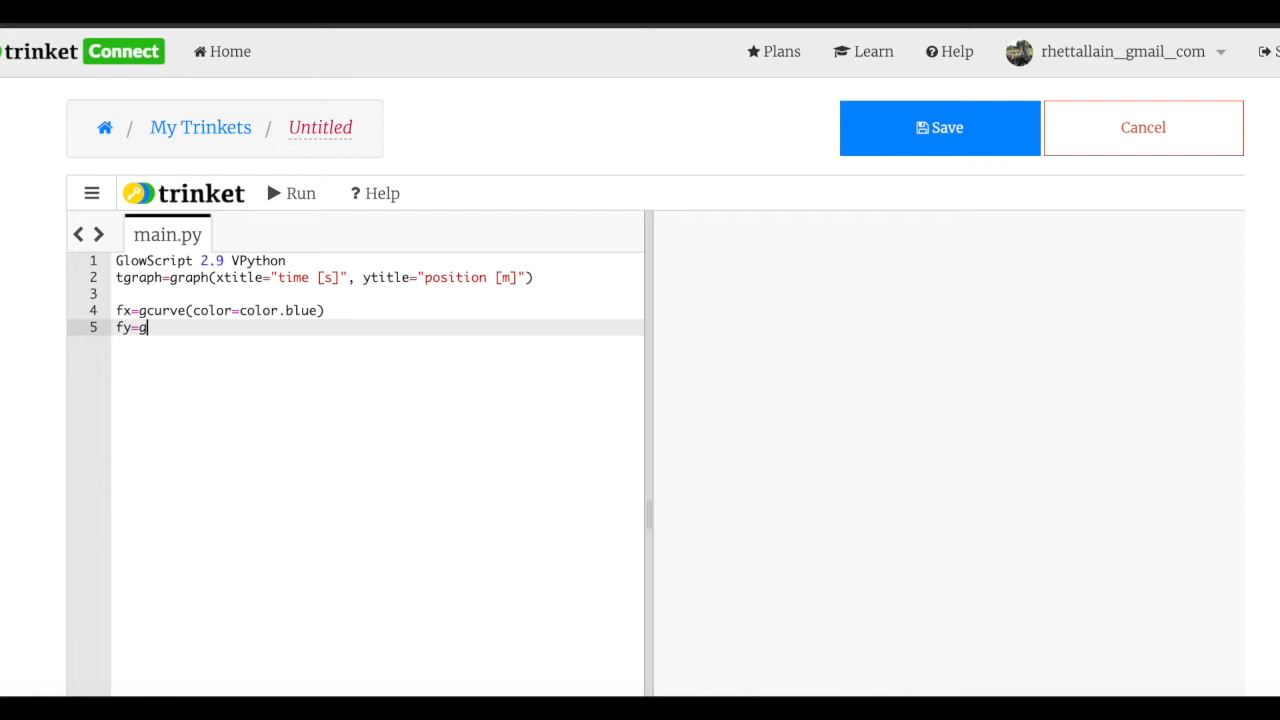 trinket Connect Home Plans Learn Help rhettallain_gmail_com
/ My Trinkets / Untitled Save Cancel
trinket Run ? Help
main.py
1 GlowScript 2.9 VPython
2 tgraph=graph(xtitle="time [s]", ytitle="position [m]")
3
4 fx=gcurve(color=color.blue)
5 fy=g